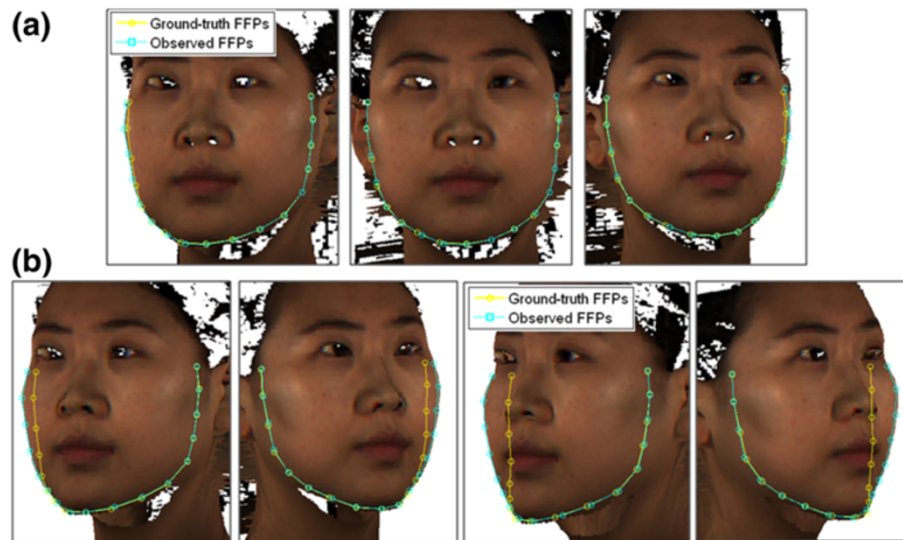 (a)
Ground-truth FFPs
Observed FFPs
(b)
Ground-truth FFPs
Observed FFPs